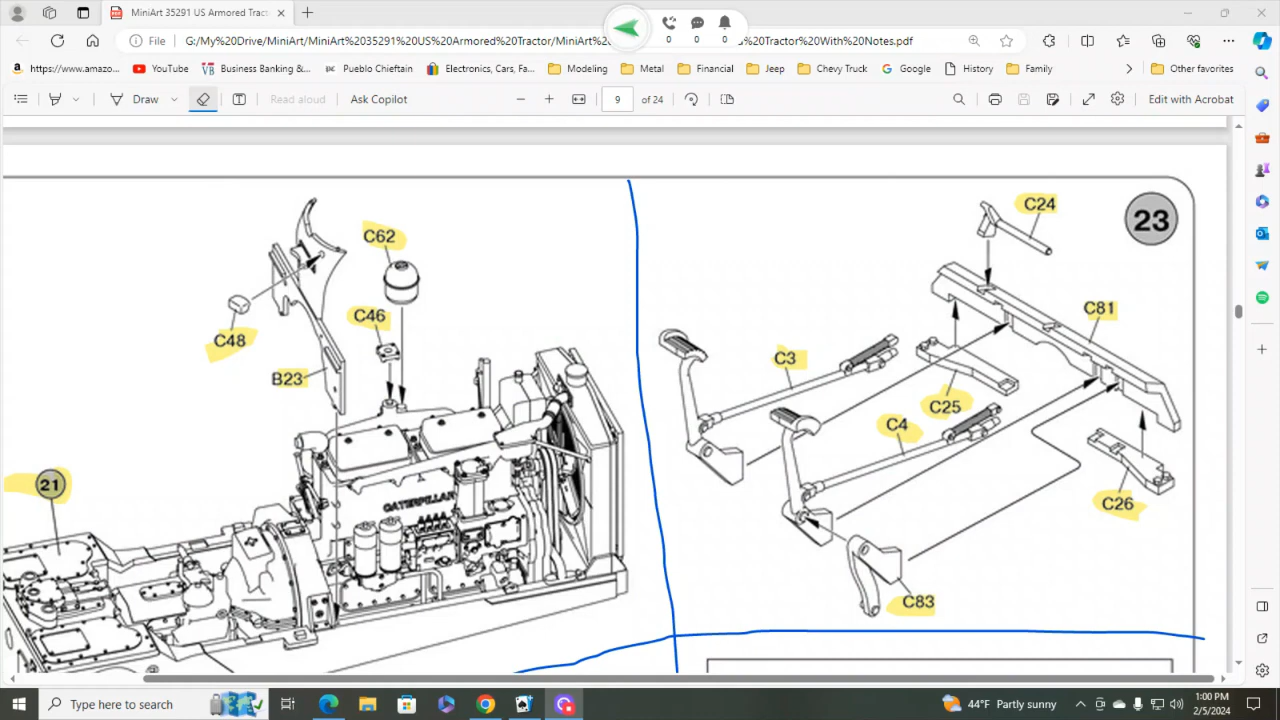 MiniArt 35291 US Armored Tract
File
G:/My%20Drive/MiniArt/MiniArt%2035291%20US%20Armored%20Tractor/MiniArt%20
%20Tractor%20With%20Notes.pdf
0 0 0
https://www.amazo...
YouTube
Business Banking &...
Pueblo Chieftain
Electronics, Cars, Fa...
Modeling
Metal
Financial
Jeep
Chevy Truck
Google
History
Family
Other favorites
Draw
Read aloud
Ask Copilot
9 of 24
Edit with Acrobat
C62
C46
C48
B23
21
CATERPILLAR
23
C24
C81
C3
C25
C4
C26
C83
Type here to search
44°F Partly sunny
1:00 PM
2/5/2024